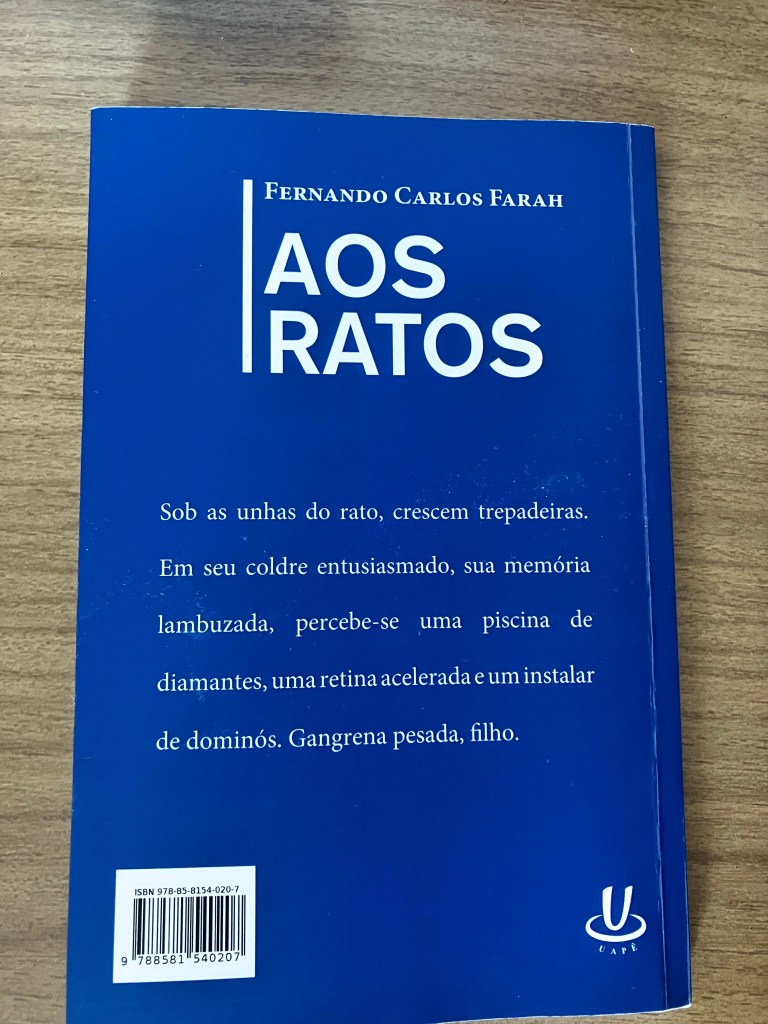 FERNANDO CARLOS FARAH
AOS
RATOS
Sob as unhas do rato, crescem trepadeiras.
Em seu coldre entusiasmado, sua memória
lambuzada, percebe-se uma piscina de
diamantes, uma retina acelerada e um instalar
de dominós. Gangrena pesada, filho.
ISBN 978-85-8154-020-7
9 788581 540207
U
UAPÊ